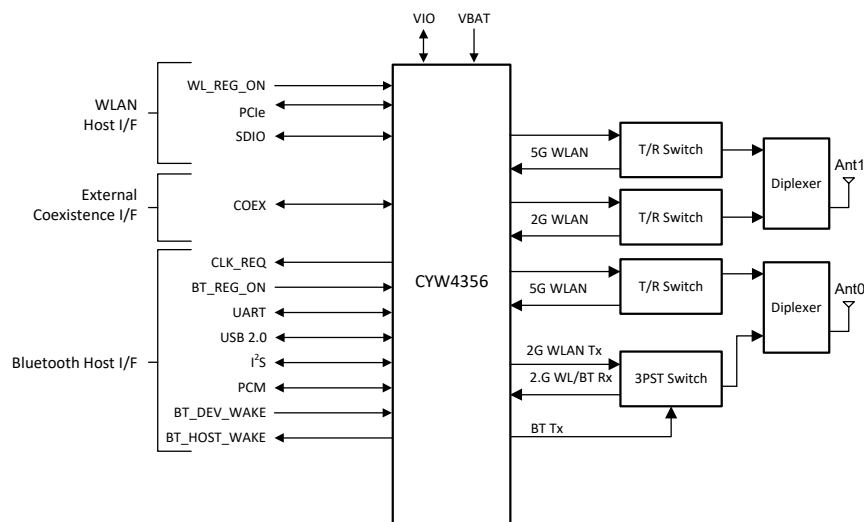 VIO
VBAT
WLAN
Host I/F
WL_REG_ON
PCIe
SDIO
External
Coexistence I/F
COEX
Bluetooth Host I/F
CLK_REQ
BT_REG_ON
UART
USB 2.0
I²S
PCM
BT_DEV_WAKE
BT_HOST_WAKE
CYW4356
5G WLAN
T/R Switch
2G WLAN
T/R Switch
Diplexer
Ant1
5G WLAN
T/R Switch
2G WLAN Tx
2.G WL/BT Rx
3PST Switch
BT Tx
Diplexer
Ant0